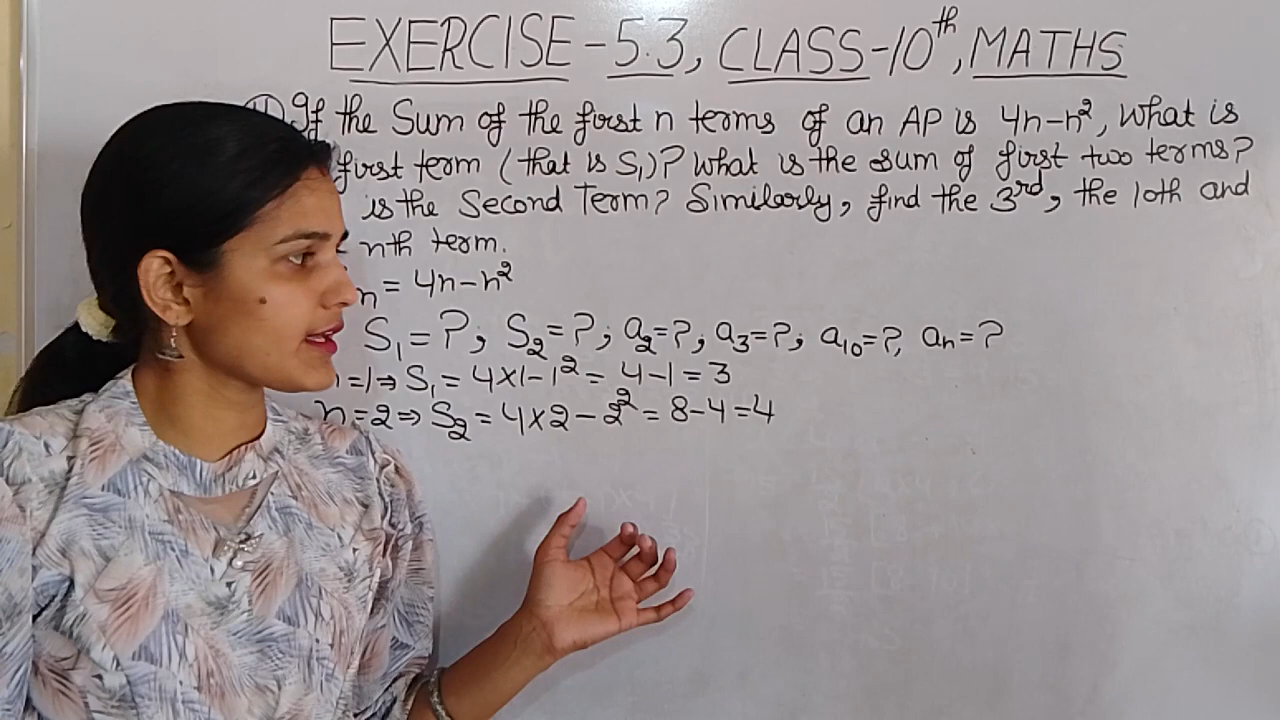 EXERCISE-5.3, CLASS-10th, MATHS
If the Sum of the first n terms of an AP is 4n-n², What is
first term (that is S₁)? What is the sum of first two terms?
is the Second Term? Similarly, find the 3rd, the 10th and
nth term.
n = 4n-n²
S₁=?; S₂=?; a₂=?, a₃=?; a₁₀=?, an=?
n=1⇒ S₁ = 4×1-1² = 4-1=3
n=2⇒ S₂ = 4×2-2² = 8-4=4